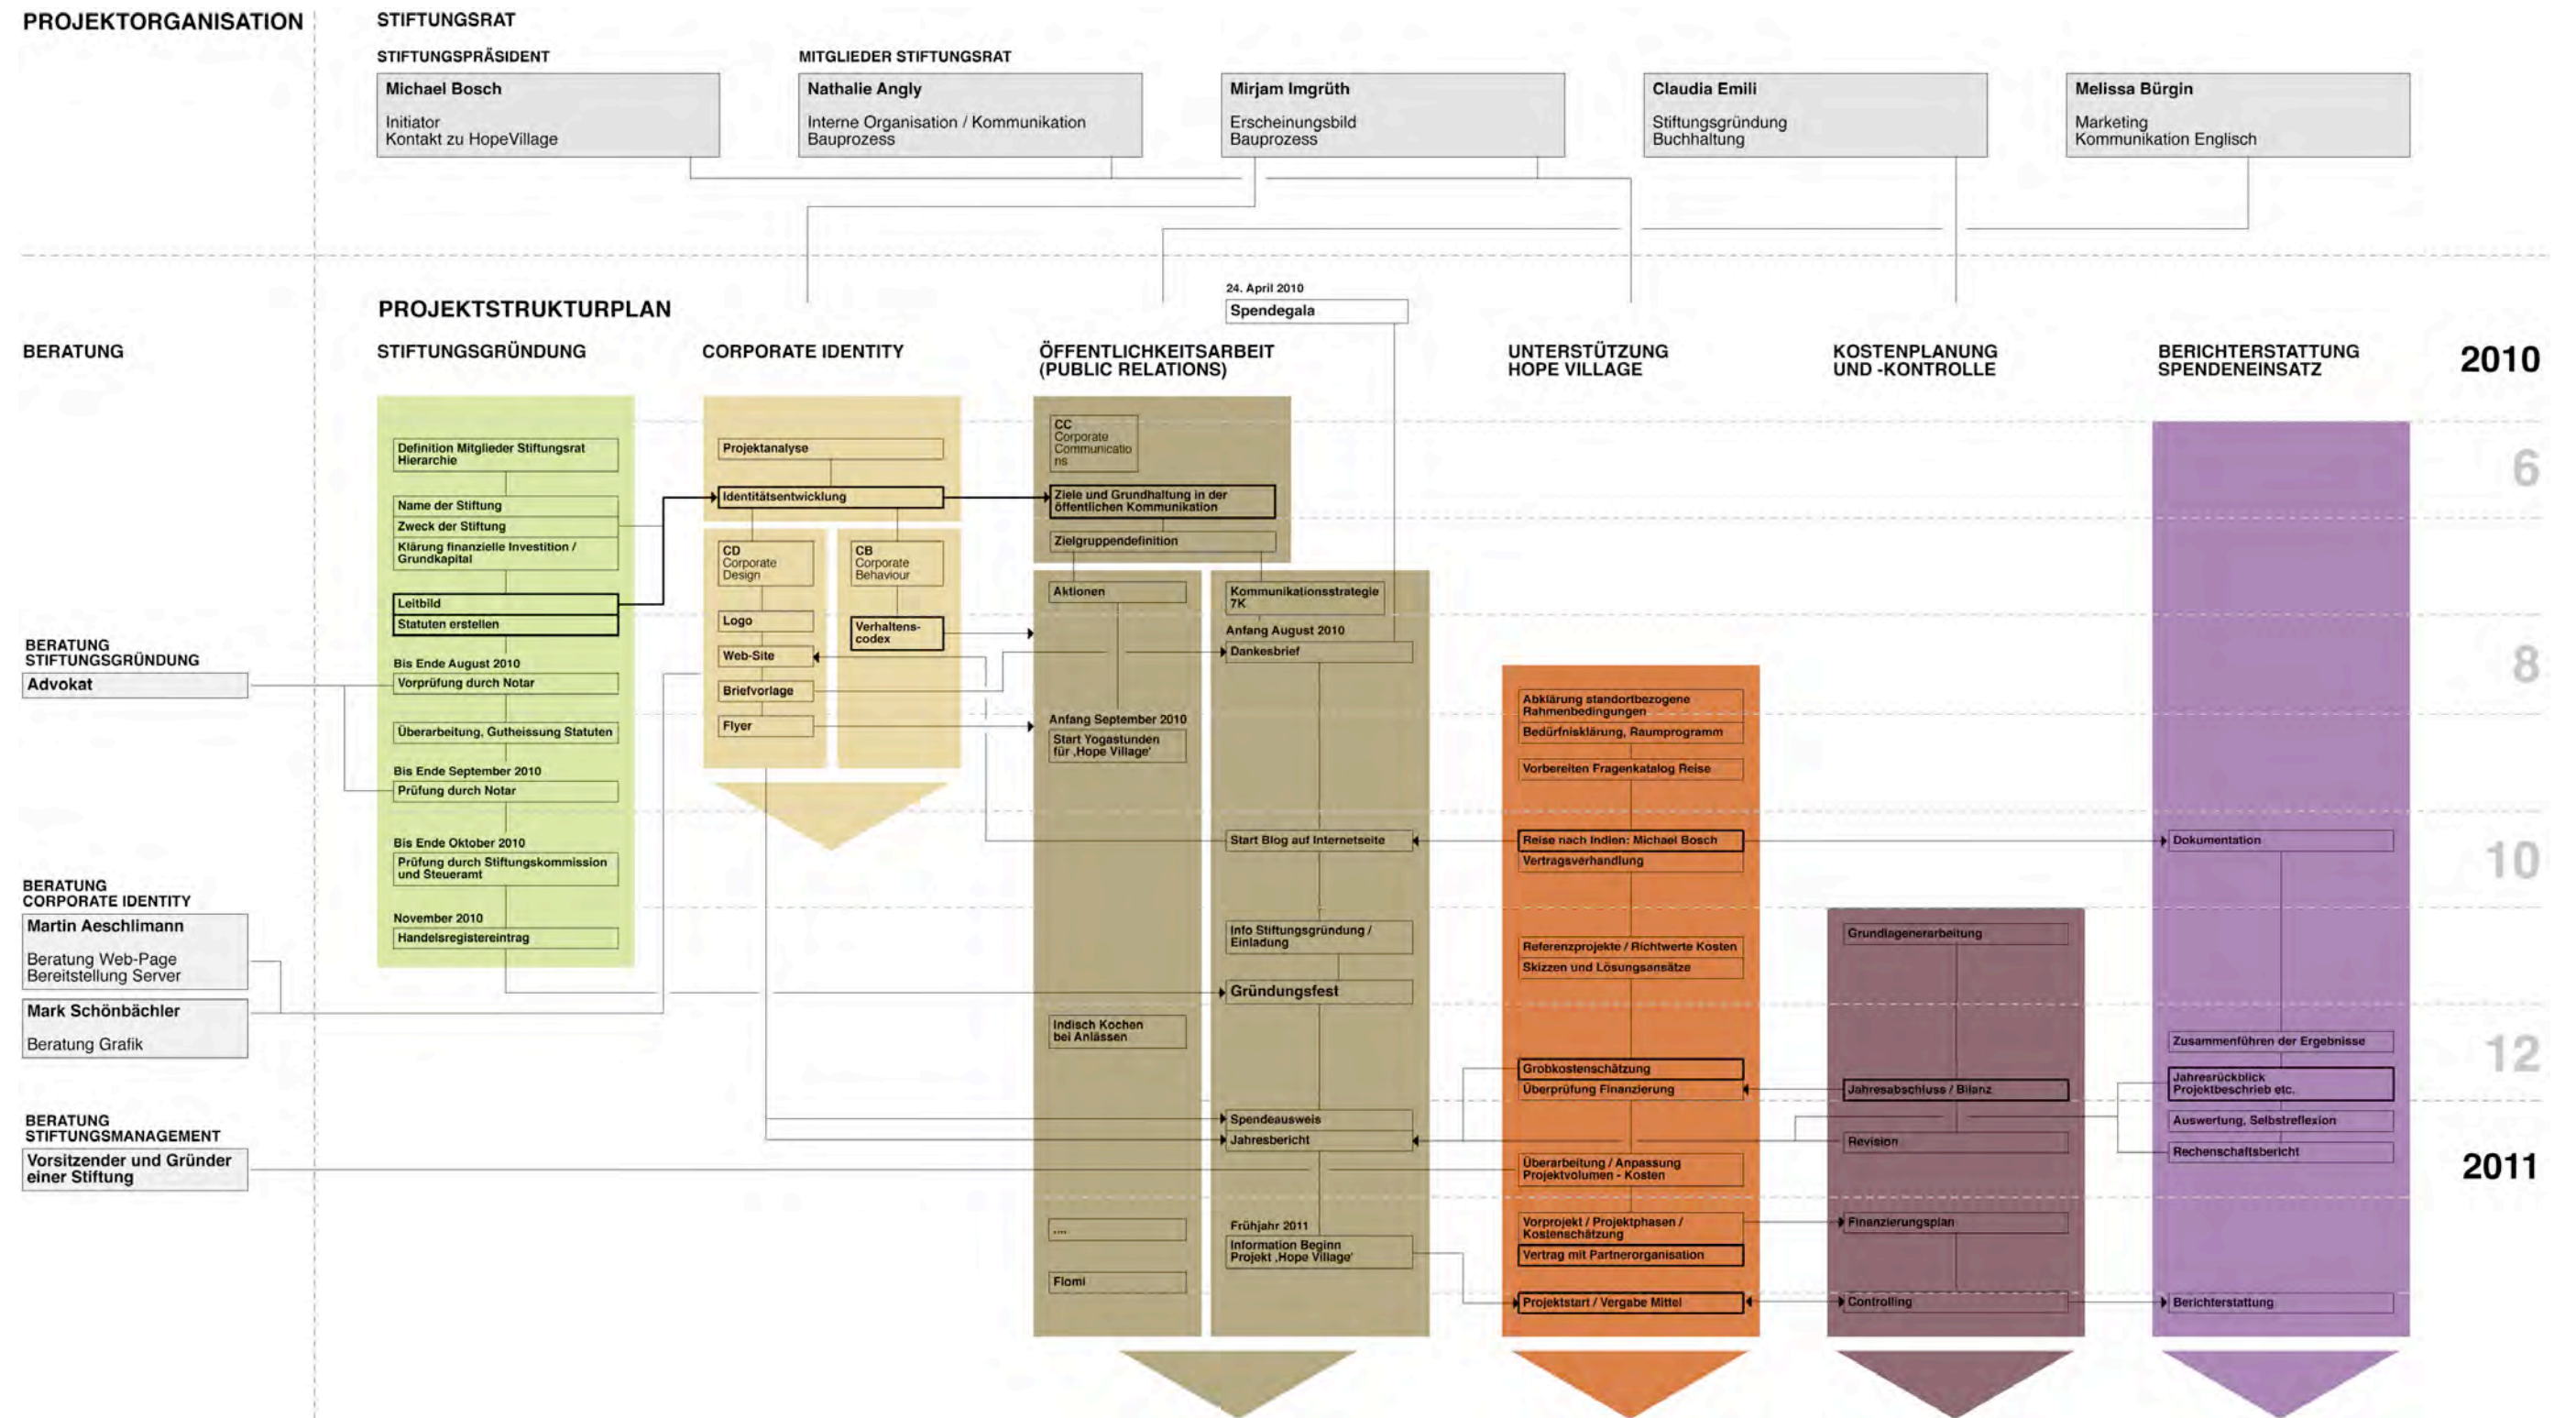 PROJEKTORGANISATION
STIFTUNGSRAT
STIFTUNGSPRÄSIDENT
Michael Bosch
Initiator
Kontakt zu HopeVillage
MITGLIEDER STIFTUNGSRAT
Nathalie Angly
Interne Organisation / Kommunikation
Bauprozess
Mirjam Imgrüth
Erscheinungsbild
Bauprozess
Claudia Emili
Stiftungsgründung
Buchhaltung
Melissa Bürgin
Marketing
Kommunikation Englisch
PROJEKTSTRUKTURPLAN
24. April 2010
Spendegala
BERATUNG
BERATUNG
STIFTUNGSGRÜNDUNG
Advokat
BERATUNG
CORPORATE IDENTITY
Martin Aeschlimann
Beratung Web-Page
Bereitstellung Server
Mark Schönbächler
Beratung Grafik
BERATUNG
STIFTUNGSMANAGEMENT
Vorsitzender und Gründer
einer Stiftung
STIFTUNGSGRÜNDUNG
Definition Mitglieder Stiftungsrat
Hierarchie
Name der Stiftung
Zweck der Stiftung
Klärung finanzielle Investition /
Grundkapital
Leitbild
Statuten erstellen
Bis Ende August 2010
Vorprüfung durch Notar
Überarbeitung, Gutheissung Statuten
Bis Ende September 2010
Prüfung durch Notar
Bis Ende Oktober 2010
Prüfung durch Stiftungskommission
und Steueramt
November 2010
Handelsregistereintrag
CORPORATE IDENTITY
Projektanalyse
Identitätsentwicklung
CD
Corporate
Design
Logo
Web-Site
Briefvorlage
Flyer
CB
Corporate
Behaviour
Verhaltens-
codex
ÖFFENTLICHKEITSARBEIT
(PUBLIC RELATIONS)
CC
Corporate
Communicatio
ns
Ziele und Grundhaltung in der
öffentlichen Kommunikation
Zielgruppendefinition
Aktionen
Anfang September 2010
Start Yogastunden
für ‚Hope Village'
Indisch Kochen
bei Anlässen
....
Flomi
Kommunikationsstrategie
7K
Anfang August 2010
Dankesbrief
Start Blog auf Internetseite
Info Stiftungsgründung /
Einladung
Gründungsfest
Spendeausweis
Jahresbericht
Frühjahr 2011
Information Beginn
Projekt ‚Hope Village'
UNTERSTÜTZUNG
HOPE VILLAGE
Abklärung standortbezogene
Rahmenbedingungen
Bedürfnisklärung, Raumprogramm
Vorbereiten Fragenkatalog Reise
Reise nach Indien: Michael Bosch
Vertragsverhandlung
Referenzprojekte / Richtwerte Kosten
Skizzen und Lösungsansätze
Grobkostenschätzung
Überprüfung Finanzierung
Überarbeitung / Anpassung
Projektvolumen - Kosten
Vorprojekt / Projektphasen /
Kostenschätzung
Vertrag mit Partnerorganisation
Projektstart / Vergabe Mittel
KOSTENPLANUNG
UND -KONTROLLE
Grundlagenerarbeitung
Jahresabschluss / Bilanz
Revision
Finanzierungsplan
Controlling
BERICHTERSTATTUNG
SPENDENEINSATZ
Dokumentation
Zusammenführen der Ergebnisse
Jahresrückblick
Projektbeschrieb etc.
Auswertung, Selbstreflexion
Rechenschaftsbericht
Berichterstattung
2010
6
8
10
12
2011